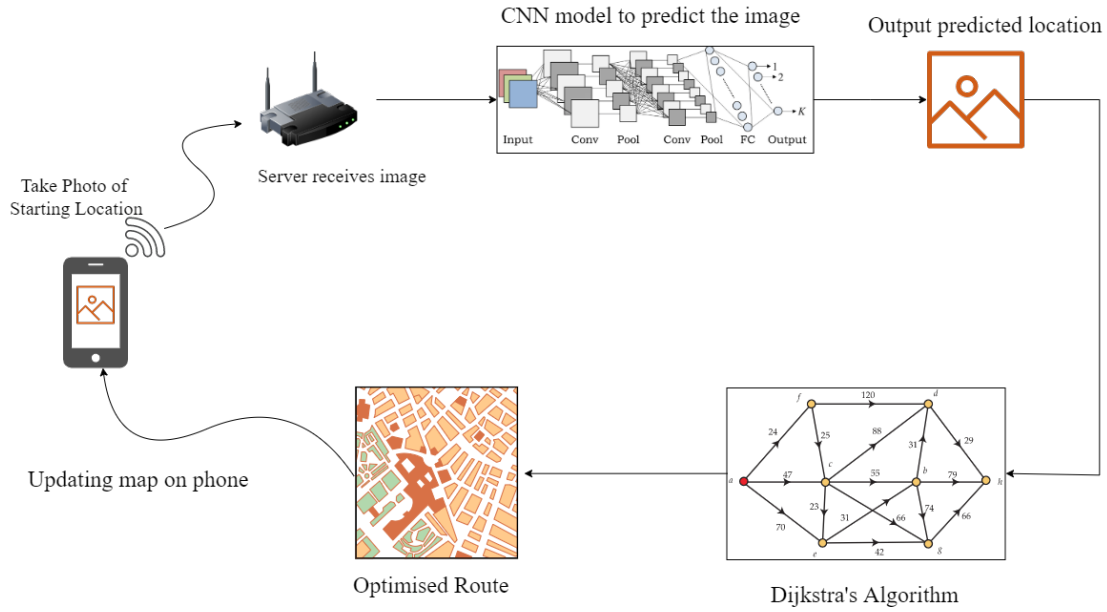 CNN model to predict the image
Output predicted location
1
2
K
Input
Conv
Pool
Conv
Pool
FC
Output
Server receives image
Take Photo of
Starting Location
f
120
d
24
25
88
31
29
c
b
a
47
55
79
h
23
31
66
74
66
70
e
42
g
Updating map on phone
Optimised Route
Dijkstra's Algorithm